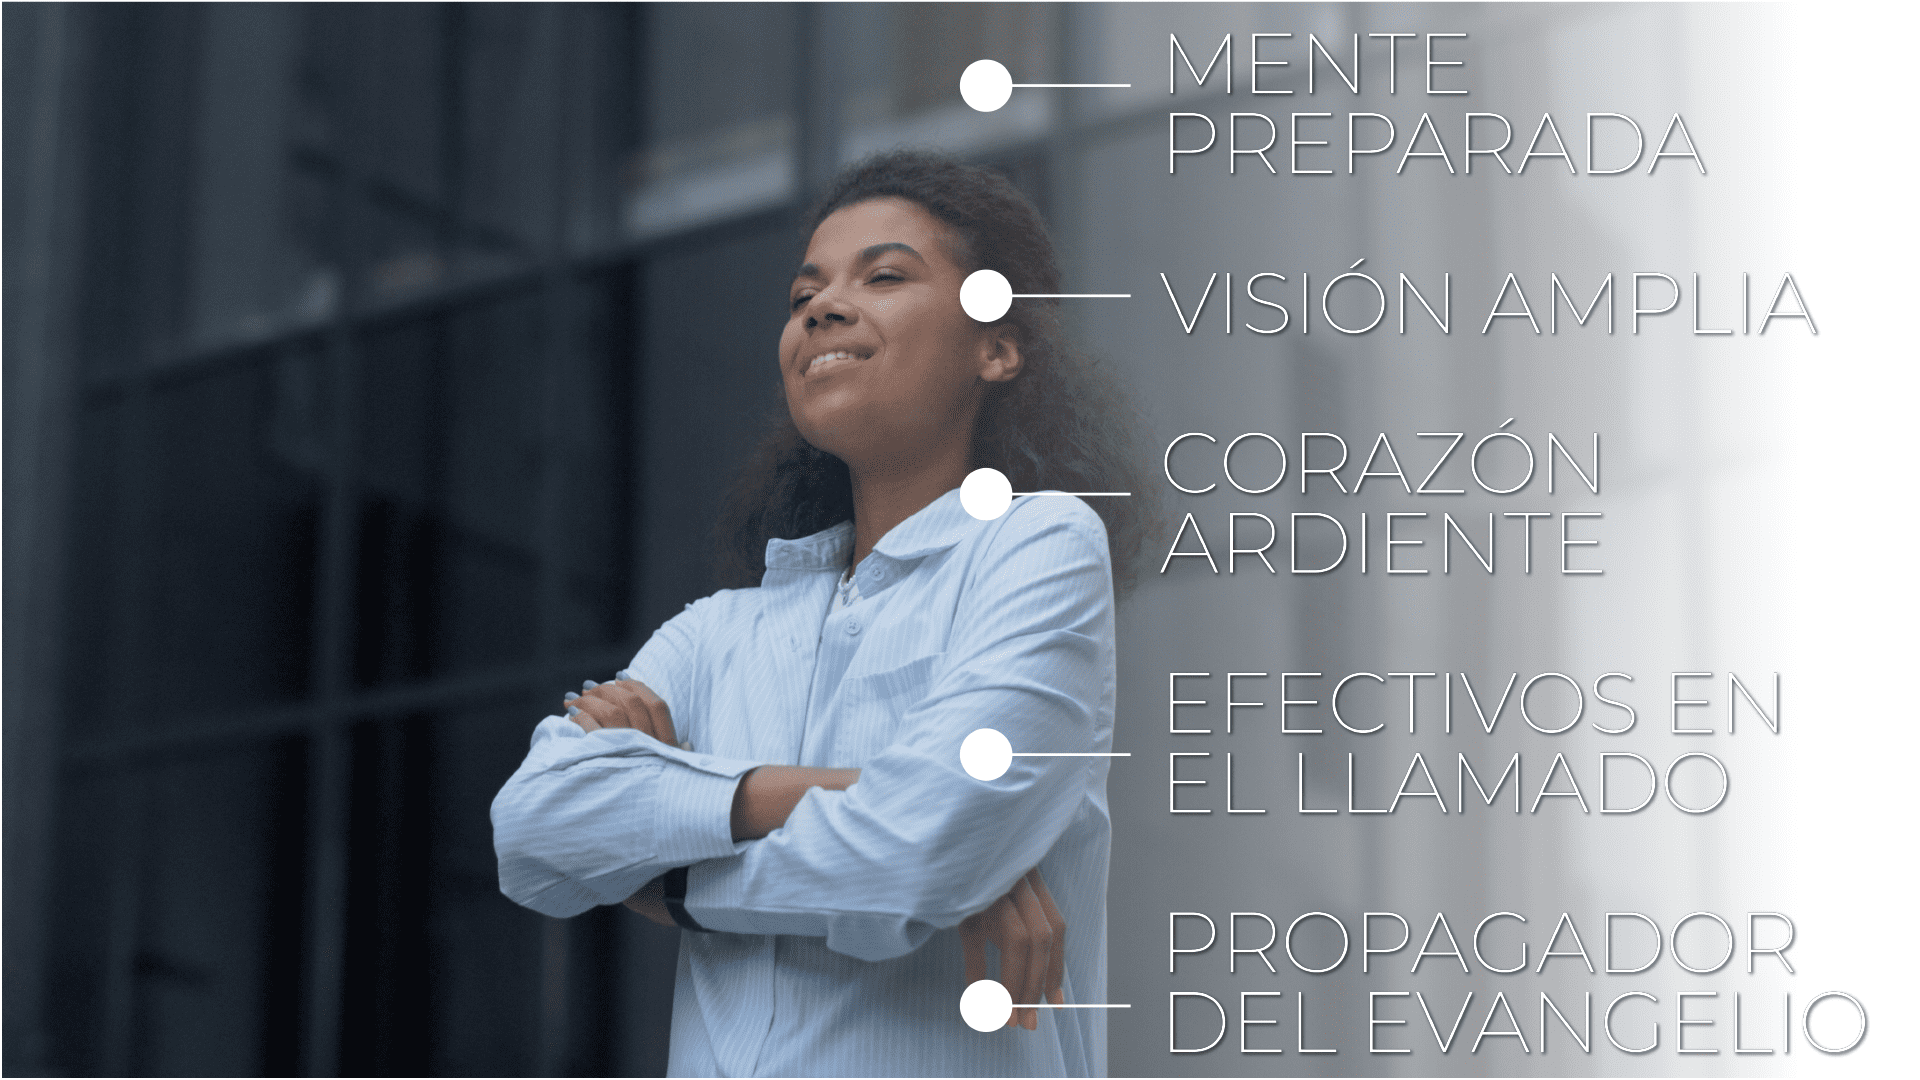 MENTE
PREPARADA
VISIÓN AMPLIA
CORAZÓN
ARDIENTE
EFECTIVOS EN
EL LLAMADO
PROPAGADOR
DEL EVANGELIO